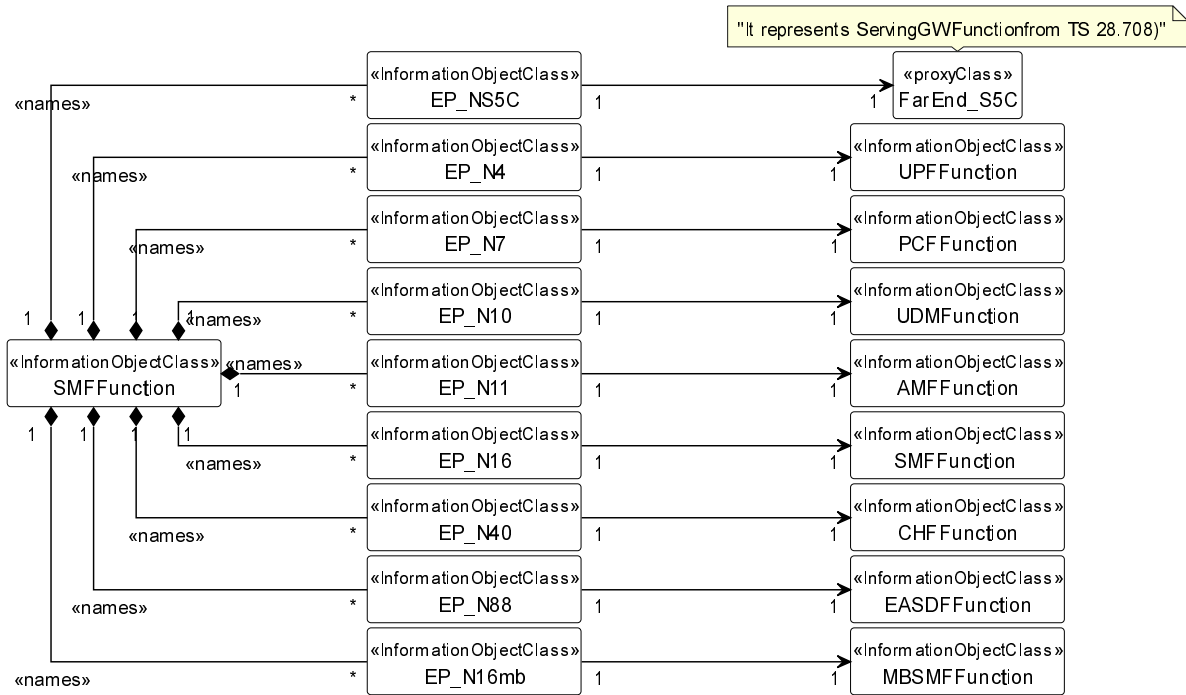 "It represents ServingGWFunctionfrom TS 28.708)"
«InformationObjectClass»
EP_NS5C
«proxyClass»
FarEnd_S5C
«names»
*
1
1
«InformationObjectClass»
EP_N4
«InformationObjectClass»
UPFFunction
«names»
*
1
1
«InformationObjectClass»
EP_N7
«InformationObjectClass»
PCFFunction
«names»
*
1
1
«InformationObjectClass»
EP_N10
«InformationObjectClass»
UDMFunction
1
1
1
1
«names»
*
1
1
«InformationObjectClass»
SMFFunction
«names»
1
*
«InformationObjectClass»
EP_N11
1
1
«InformationObjectClass»
AMFFunction
1
1
1
1
«InformationObjectClass»
EP_N16
«InformationObjectClass»
SMFFunction
«names»
*
1
1
«InformationObjectClass»
EP_N40
«InformationObjectClass»
CHFFunction
«names»
*
1
1
«InformationObjectClass»
EP_N88
«InformationObjectClass»
EASDFFunction
«names»
*
1
1
«InformationObjectClass»
EP_N16mb
«InformationObjectClass»
MBSMFFunction
«names»
*
1
1